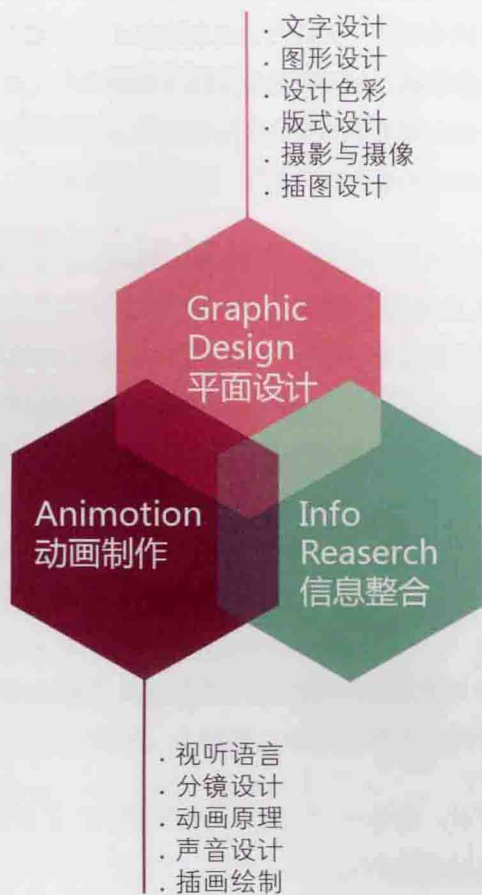 . 文字设计
. 图形设计
. 设计色彩
. 版式设计
. 摄影与摄像
. 插图设计
Graphic
Design
平面设计
Animotion
动画制作
Info
Reaserch
信息整合
. 视听语言
. 分镜设计
. 动画原理
. 声音设计
. 插画绘制